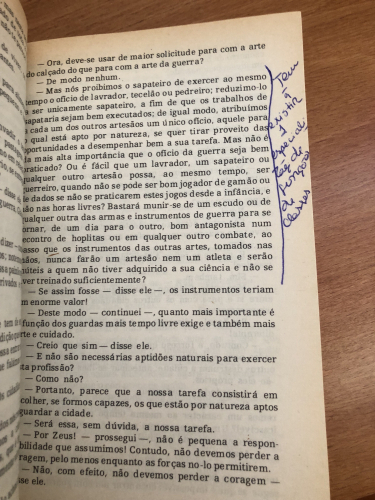 — Ora, deve-se usar de maior solicitude para com a arte
do calçado do que para com a arte da guerra?
— De modo nenhum.
— Mas nós proibimos o sapateiro de exercer ao mesmo
tempo o ofício de lavrador, tecelão ou pedreiro; reduzimo-lo
a ser unicamente sapateiro, a fim de que os trabalhos de
sapataria sejam bem executados; de igual modo, atribuímos
a cada um dos outros artesãos um único ofício, aquele para
o qual está apto por natureza, se quer tirar proveito das
oportunidades a desempenhar bem a sua tarefa. Mas não é
da mais alta importância que o ofício da guerra seja bem
praticado? Ou é fácil que um lavrador, um sapateiro ou
qualquer outro artesão possa, ao mesmo tempo, ser
guerreiro, quando não se pode ser bom jogador de gamão ou
de dados se não se praticarem estes jogos desde a infância, e
não nas horas livres? Bastará munir-se de um escudo ou de
qualquer outra das armas e instrumentos de guerra para se
tornar, de um dia para o outro, bom antagonista num
encontro de hoplitas ou em qualquer outro combate, ao
passo que os instrumentos das outras artes, tomados nas
mãos, nunca farão um artesão nem um atleta e serão
inúteis a quem não tiver adquirido a sua ciência e não se
tiver treinado suficientemente?
— Se assim fosse — disse ele —, os instrumentos teriam
um enorme valor!
— Deste modo — continuei —, quanto mais importante é
a função dos guardas mais tempo livre exige e também mais
arte e cuidado.
— Creio que sim — disse ele.
— E não são necessárias aptidões naturais para exercer
esta profissão?
— Como não?
— Portanto, parece que a nossa tarefa consistirá em
escolher, se formos capazes, os que estão por natureza aptos
a guardar a cidade.
— Será essa, sem dúvida, a nossa tarefa.
— Por Zeus! — prossegui —, não é pequena a respon-
sabilidade que assumimos! Contudo, não devemos perder a
coragem, pelo menos enquanto as forças no-lo permitirem.
— Não, com efeito, não devemos perder a coragem —
disse ele.
Tem
q
existir
1
de funções
de
classes